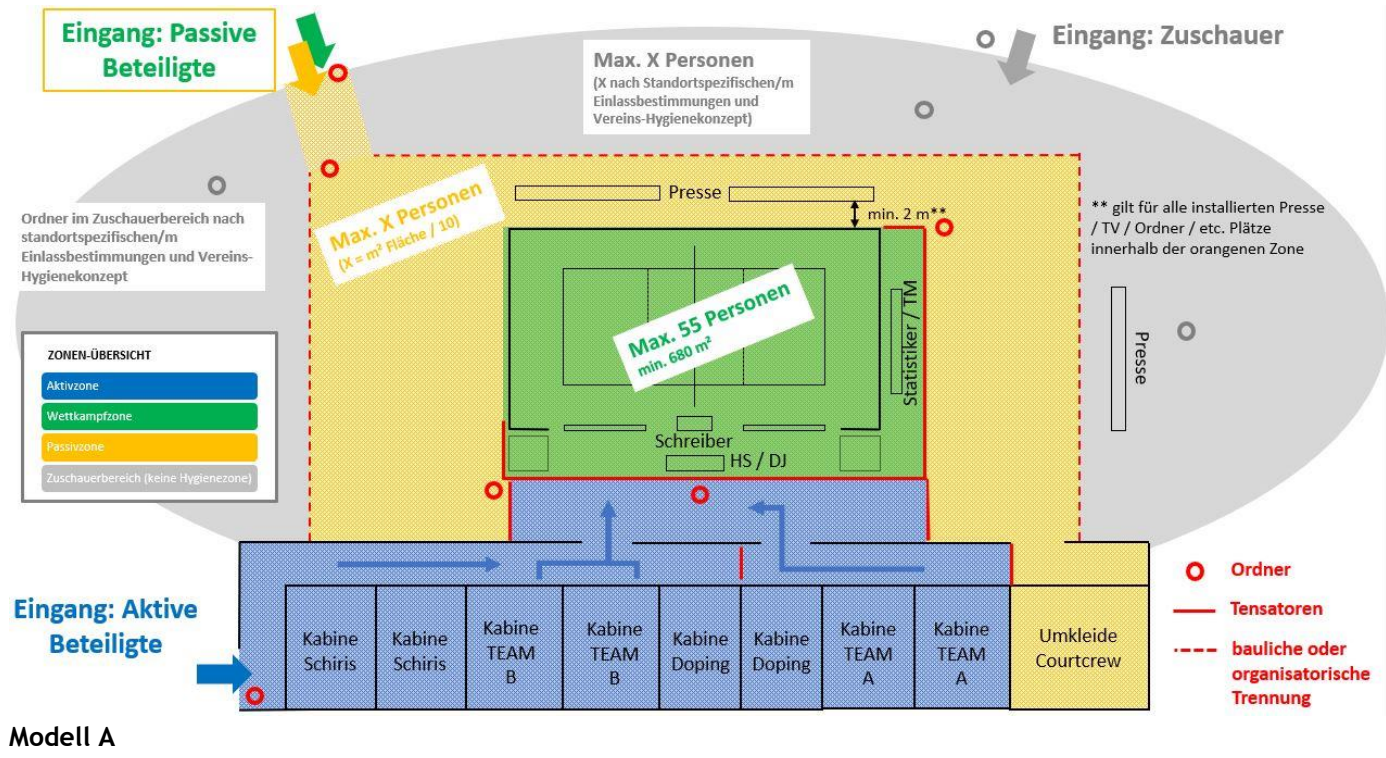 Eingang: Passive
Beteiligte
Max. X Personen
(X nach Standortspezifischen/m
Einlassbestimmungen und
Vereins-Hygienekonzept)
Eingang: Zuschauer
Ordner im Zuschauerbereich nach
standortspezifischen/m
Einlassbestimmungen und Vereins-
Hygienekonzept
Max. X Personen
(X = m² Fläche / 10)
Presse
min. 2 m**
** gilt für alle installierten Presse
/ TV / Ordner / etc. Plätze
innerhalb der orangenen Zone
Max. 55 Personen
min. 680 m²
Statistiker / TM
Presse
Schreiber
HS / DJ
ZONEN-ÜBERSICHT
Aktivzone
Wettkampfzone
Passivzone
Zuschauerbereich (keine Hygienezone)
Eingang: Aktive
Beteiligte
Kabine
Schiris
Kabine
Schiris
Kabine
TEAM
B
Kabine
TEAM
B
Kabine
Doping
Kabine
Doping
Kabine
TEAM
A
Kabine
TEAM
A
Umkleide
Courtcrew
Ordner
Tensatoren
bauliche oder
organisatorische
Trennung
Modell A